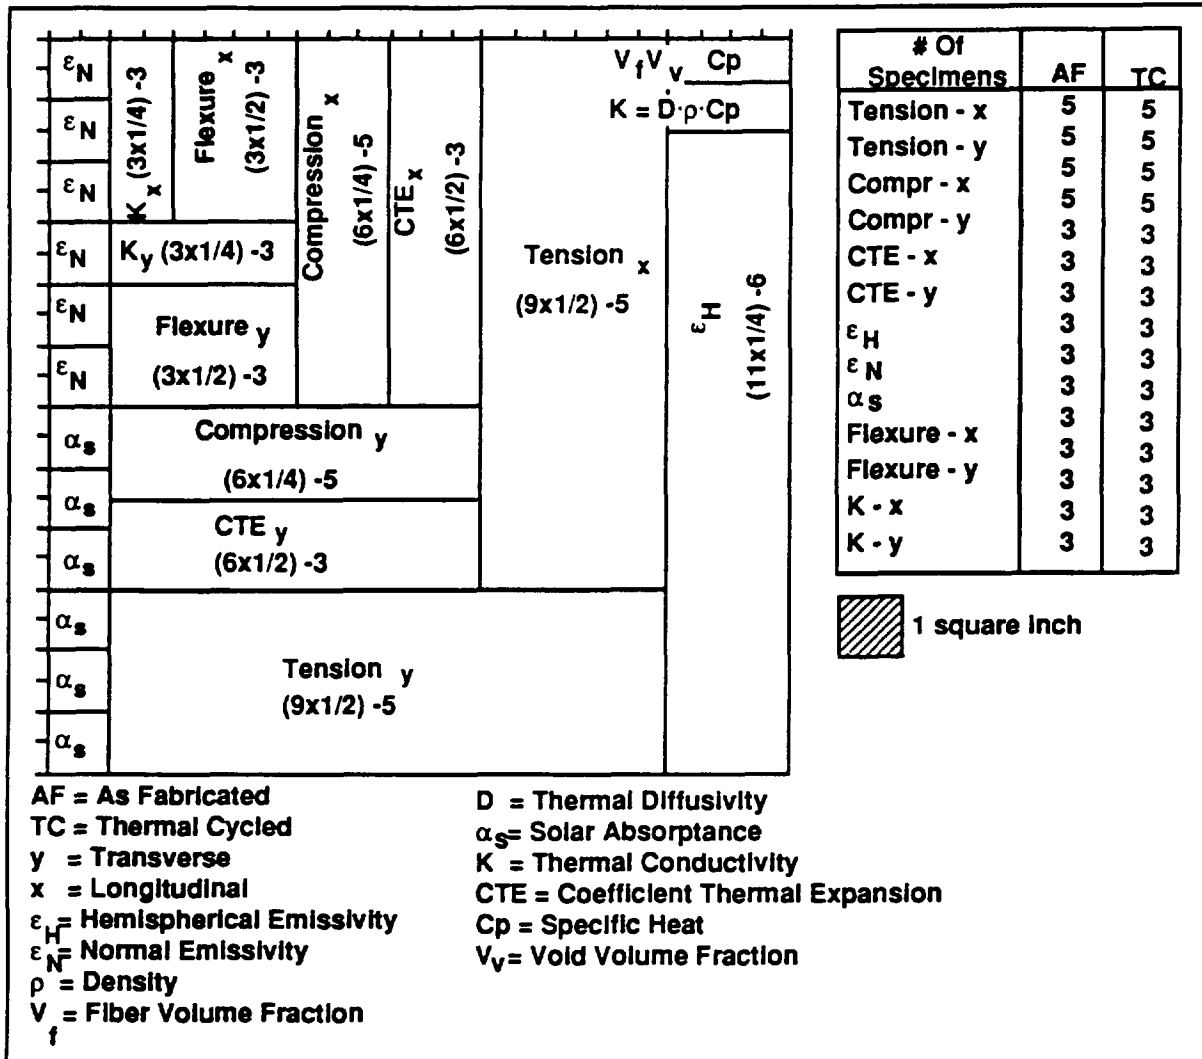 εN
εN
εN
εN
εN
εN
αs
αs
αs
αs
αs
αs
Kx (3x1/4) -3
Flexure x
(3x1/2) -3
Ky (3x1/4) -3
Flexure y
(3x1/2) -3
Compression x
(6x1/4) -5
CTE x
(6x1/2) -3
Compression y
(6x1/4) -5
CTE y
(6x1/2) -3
Tension x
(9x1/2) -5
Tension y
(9x1/2) -5
Vf Vv Cp
K = D·ρ·Cp
εH
(11x1/4) -6
# Of
Specimens AF TC
Tension - x 5 5
Tension - y 5 5
Compr - x 5 5
Compr - y 5 5
CTE - x 3 3
CTE - y 3 3
εH 3 3
εN 3 3
αs 3 3
Flexure - x 3 3
Flexure - y 3 3
K - x 3 3
K - y 3 3
3 3
3 3
1 square inch
AF = As Fabricated
TC = Thermal Cycled
y = Transverse
x = Longitudinal
εH = Hemispherical Emissivity
εN = Normal Emissivity
ρ = Density
Vf = Fiber Volume Fraction
D = Thermal Diffusivity
αs = Solar Absorptance
K = Thermal Conductivity
CTE = Coefficient Thermal Expansion
Cp = Specific Heat
Vv = Void Volume Fraction